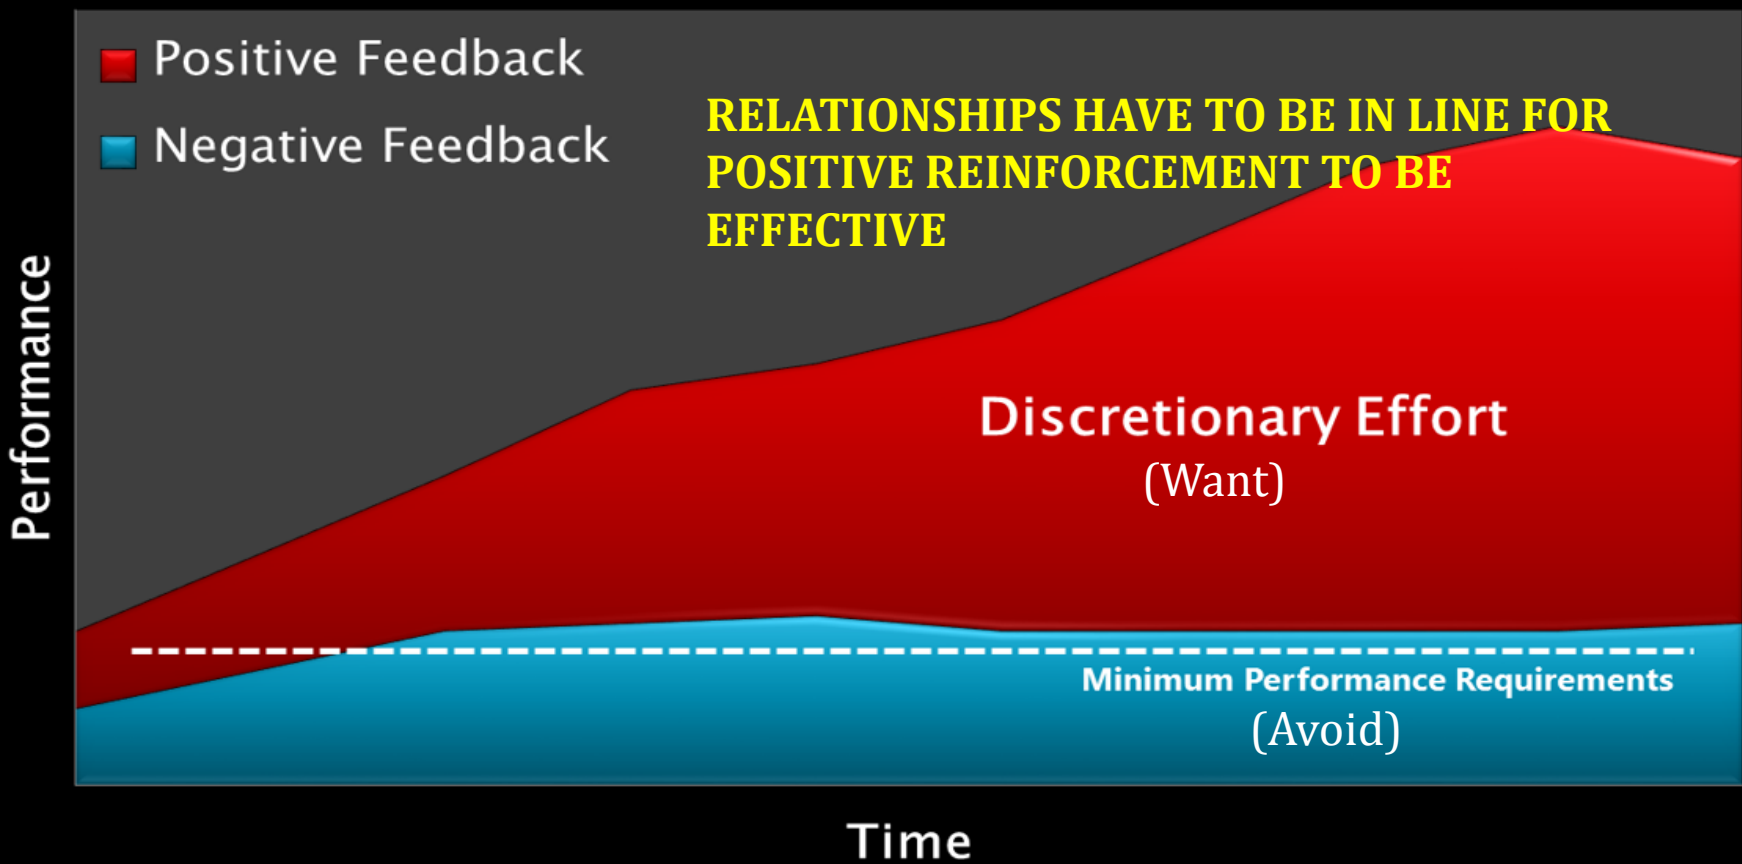 Positive Feedback
Negative Feedback
RELATIONSHIPS HAVE TO BE IN LINE FOR
POSITIVE REINFORCEMENT TO BE
EFFECTIVE
Performance
Discretionary Effort
(Want)
Minimum Performance Requirements
(Avoid)
Time